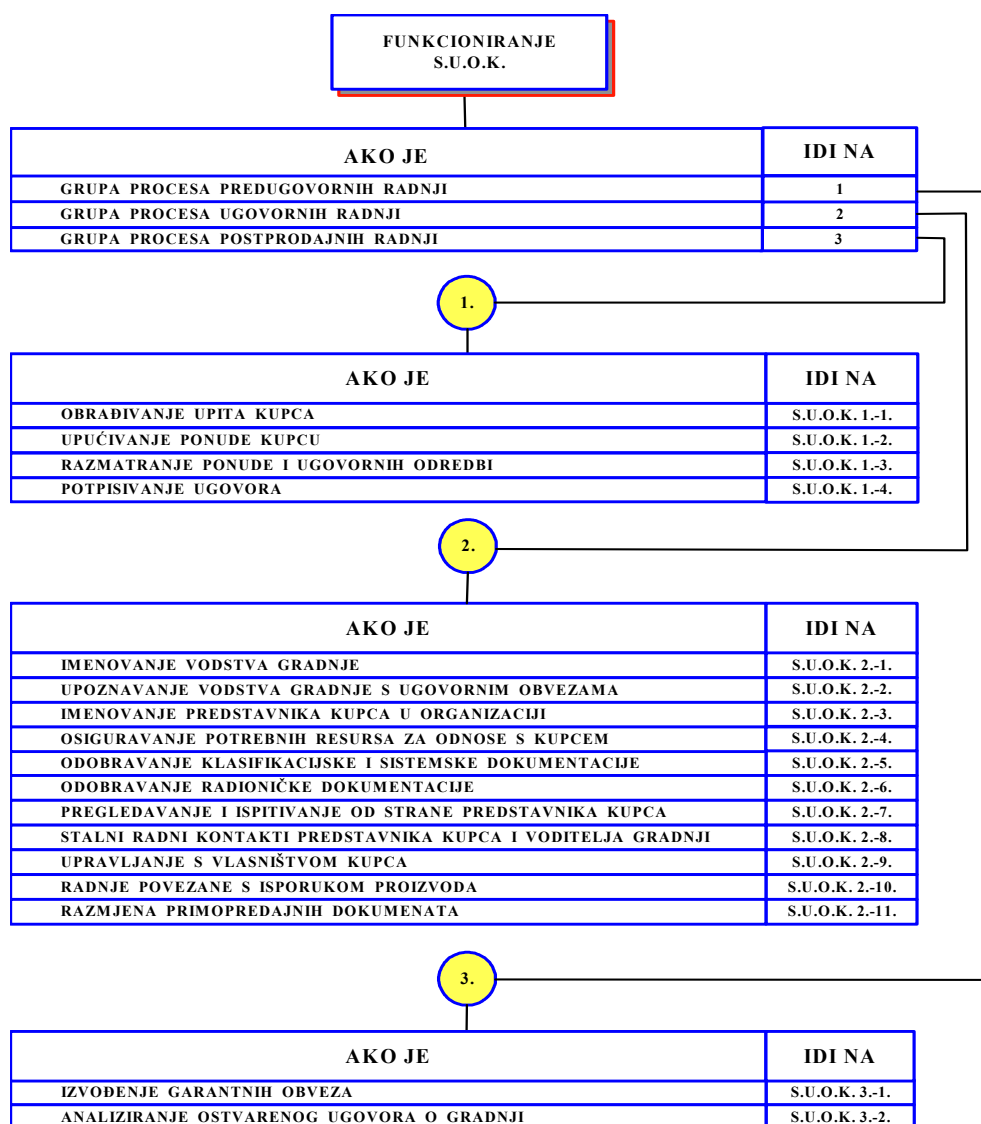 FUNKCIONIRANJE
S.U.O.K.
AKO JE IDI NA
GRUPA PROCESA PREDUGOVORNIH RADNJI 1
GRUPA PROCESA UGOVORNIH RADNJI 2
GRUPA PROCESA POSTPRODAJNIH RADNJI 3
1.
AKO JE IDI NA
OBRAĐIVANJE UPITA KUPCA S.U.O.K. 1.-1.
UPUĆIVANJE PONUDE KUPCU S.U.O.K. 1.-2.
RAZMATRANJE PONUDE I UGOVORNIH ODREDBI S.U.O.K. 1.-3.
POTPISIVANJE UGOVORA S.U.O.K. 1.-4.
2.
AKO JE IDI NA
IMENOVANJE VODSTVA GRADNJE S.U.O.K. 2.-1.
UPOZNAVANJE VODSTVA GRADNJE S UGOVORNIM OBVEZAMA S.U.O.K. 2.-2.
IMENOVANJE PREDSTAVNIKA KUPCA U ORGANIZACIJI S.U.O.K. 2.-3.
OSIGURAVANJE POTREBNIH RESURSA ZA ODNOSE S KUPCEM S.U.O.K. 2.-4.
ODOBRAVANJE KLASIFIKACIJSKE I SISTEMSKE DOKUMENTACIJE S.U.O.K. 2.-5.
ODOBRAVANJE RADIONIČKE DOKUMENTACIJE S.U.O.K. 2.-6.
PREGLEDAVANJE I ISPITIVANJE OD STRANE PREDSTAVNIKA KUPCA S.U.O.K. 2.-7.
STALNI RADNI KONTAKTI PREDSTAVNIKA KUPCA I VODITELJA GRADNJI S.U.O.K. 2.-8.
UPRAVLJANJE S VLASNIŠTVOM KUPCA S.U.O.K. 2.-9.
RADNJE POVEZANE S ISPORUKOM PROIZVODA S.U.O.K. 2.-10.
RAZMJENA PRIMOPREDAJNIH DOKUMENATA S.U.O.K. 2.-11.
3.
AKO JE IDI NA
IZVOĐENJE GARANTNIH OBVEZA S.U.O.K. 3.-1.
ANALIZIRANJE OSTVARENOG UGOVORA O GRADNJI S.U.O.K. 3.-2.